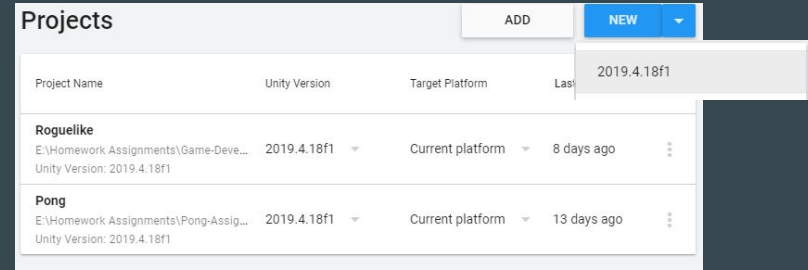 Projects
ADD
NEW
2019.4.18f1
Project Name Unity Version Target Platform
Roguelike
E:\Homework Assignments\Game-Deve... 2019.4.18f1 Current platform 8 days ago
Unity Version: 2019.4.18f1
Pong
E:\Homework Assignments\Pong-Assig... 2019.4.18f1 Current platform 13 days ago
Unity Version: 2019.4.18f1